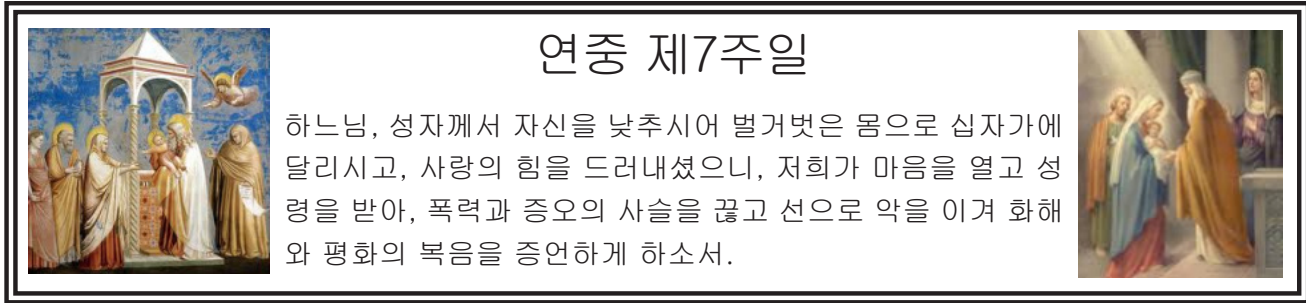 연중 제7주일
하느님, 성자께서 자신을 낮추시어 벌거벗은 몸으로 십자가에
달리시고, 사랑의 힘을 드러내셨으니, 저희가 마음을 열고 성
령을 받아, 폭력과 증오의 사슬을 끊고 선으로 악을 이겨 화해
와 평화의 복음을 증언하게 하소서.